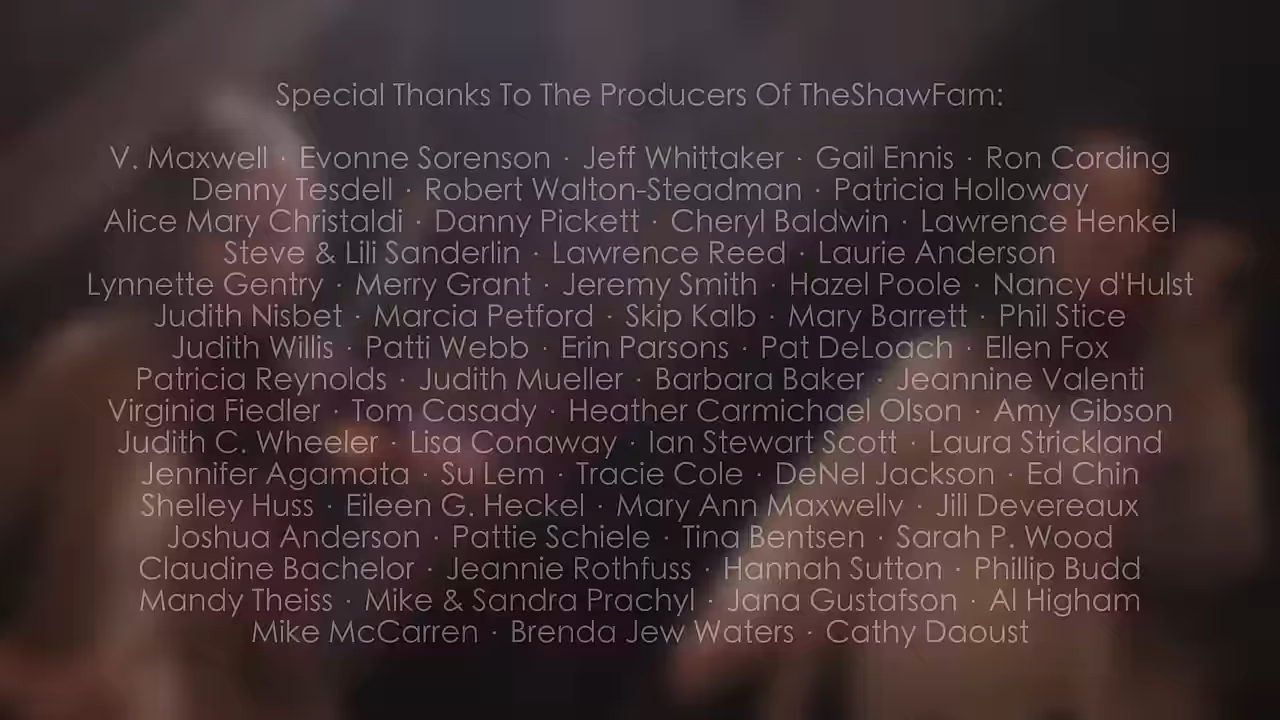 Special Thanks To The Producers Of TheShawFam:
V. Maxwell · Evonne Sorenson · Jeff Whittaker · Gail Ennis · Ron Cording
Denny Tesdell · Robert Walton-Steadman · Patricia Holloway
Alice Mary Christaldi · Danny Pickett · Cheryl Baldwin · Lawrence Henkel
Steve & Lili Sanderlin · Lawrence Reed · Laurie Anderson
Lynnette Gentry · Merry Grant · Jeremy Smith · Hazel Poole · Nancy d'Hulst
Judith Nisbet · Marcia Petford · Skip Kalb · Mary Barrett · Phil Stice
Judith Willis · Patti Webb · Erin Parsons · Pat DeLoach · Ellen Fox
Patricia Reynolds · Judith Mueller · Barbara Baker · Jeannine Valenti
Virginia Fiedler · Tom Casady · Heather Carmichael Olson · Amy Gibson
Judith C. Wheeler · Lisa Conaway · Ian Stewart Scott · Laura Strickland
Jennifer Agamata · Su Lem · Tracie Cole · DeNel Jackson · Ed Chin
Shelley Huss · Eileen G. Heckel · Mary Ann Maxwellv · Jill Devereaux
Joshua Anderson · Pattie Schiele · Tina Bentsen · Sarah P. Wood
Claudine Bachelor · Jeannie Rothfuss · Hannah Sutton · Phillip Budd
Mandy Theiss · Mike & Sandra Prachyl · Jana Gustafson · Al Higham
Mike McCarren · Brenda Jew Waters · Cathy Daoust